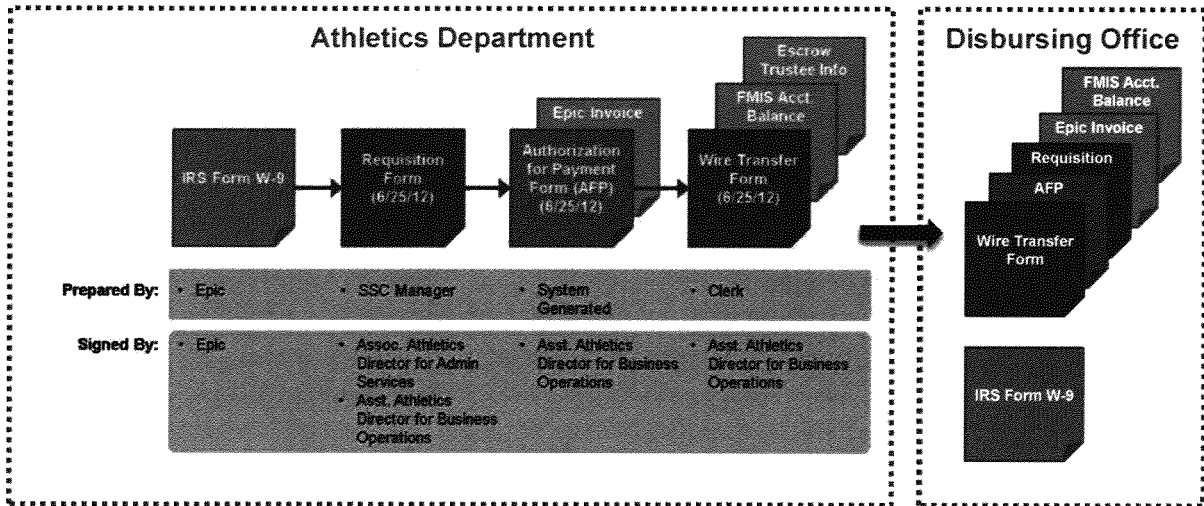 Athletics Department
Disbursing Office
Escrow
Trustee Info
FMIS Acct.
Balance
Epic Invoice
IRS Form W-9
Requisition
Form
(6/25/12)
Authorization
for Payment
Form (AFP)
(6/25/12)
Wire Transfer
Form
(6/25/12)
FMIS Acct.
Balance
Epic Invoice
Requisition
AFP
Wire Transfer
Form
IRS Form W-9
Prepared By:
• Epic
• SSC Manager
• System
Generated
• Clerk
Signed By:
• Epic
• Assoc. Athletics
Director for Admin
Services
• Asst. Athletics
Director for Business
Operations
• Asst. Athletics
Director for Business
Operations
• Asst. Athletics
Director for Business
Operations